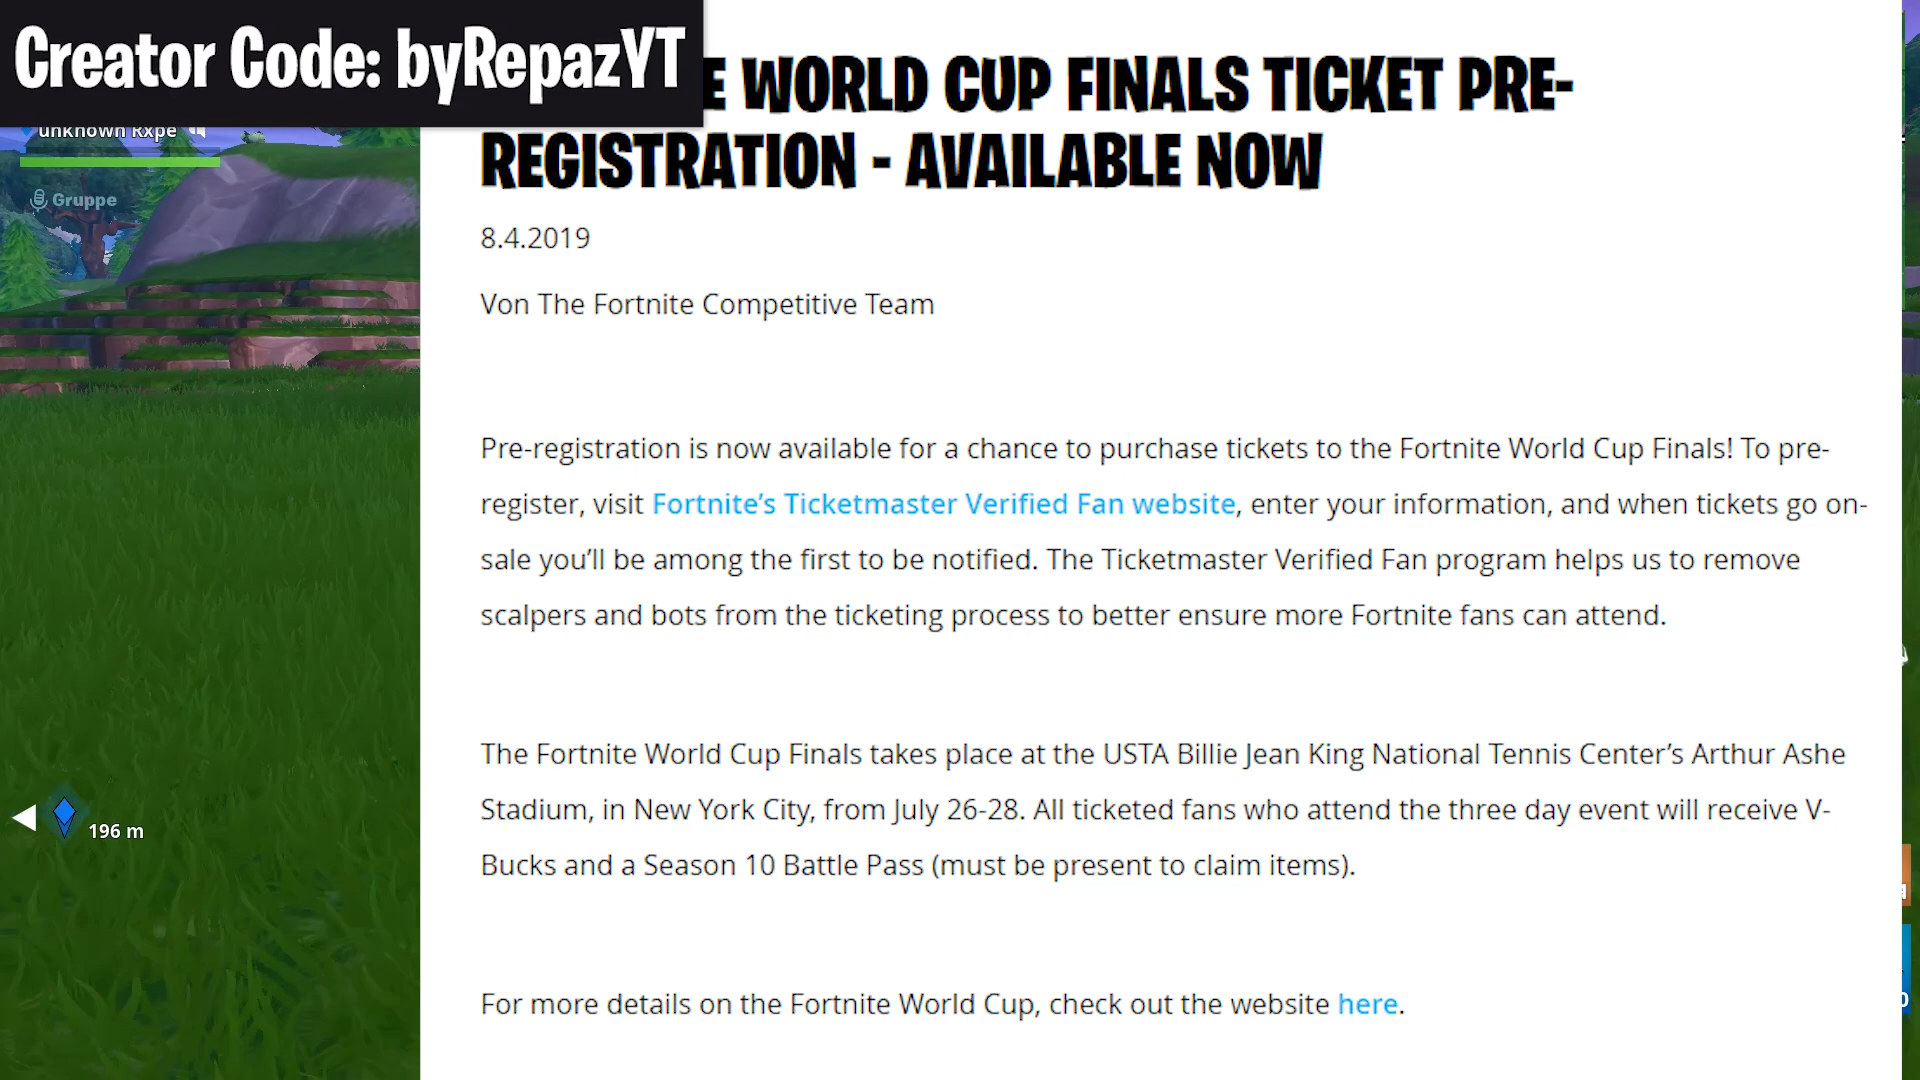 Creator Code: byRepazYT
E WORLD CUP FINALS TICKET PRE-
REGISTRATION - AVAILABLE NOW
unknown Rxpe
Gruppe
8.4.2019
Von The Fortnite Competitive Team
Pre-registration is now available for a chance to purchase tickets to the Fortnite World Cup Finals! To pre-
register, visit Fortnite’s Ticketmaster Verified Fan website, enter your information, and when tickets go on-
sale you’ll be among the first to be notified. The Ticketmaster Verified Fan program helps us to remove
scalpers and bots from the ticketing process to better ensure more Fortnite fans can attend.
The Fortnite World Cup Finals takes place at the USTA Billie Jean King National Tennis Center’s Arthur Ashe
Stadium, in New York City, from July 26-28. All ticketed fans who attend the three day event will receive V-
Bucks and a Season 10 Battle Pass (must be present to claim items).
196 m
For more details on the Fortnite World Cup, check out the website here.